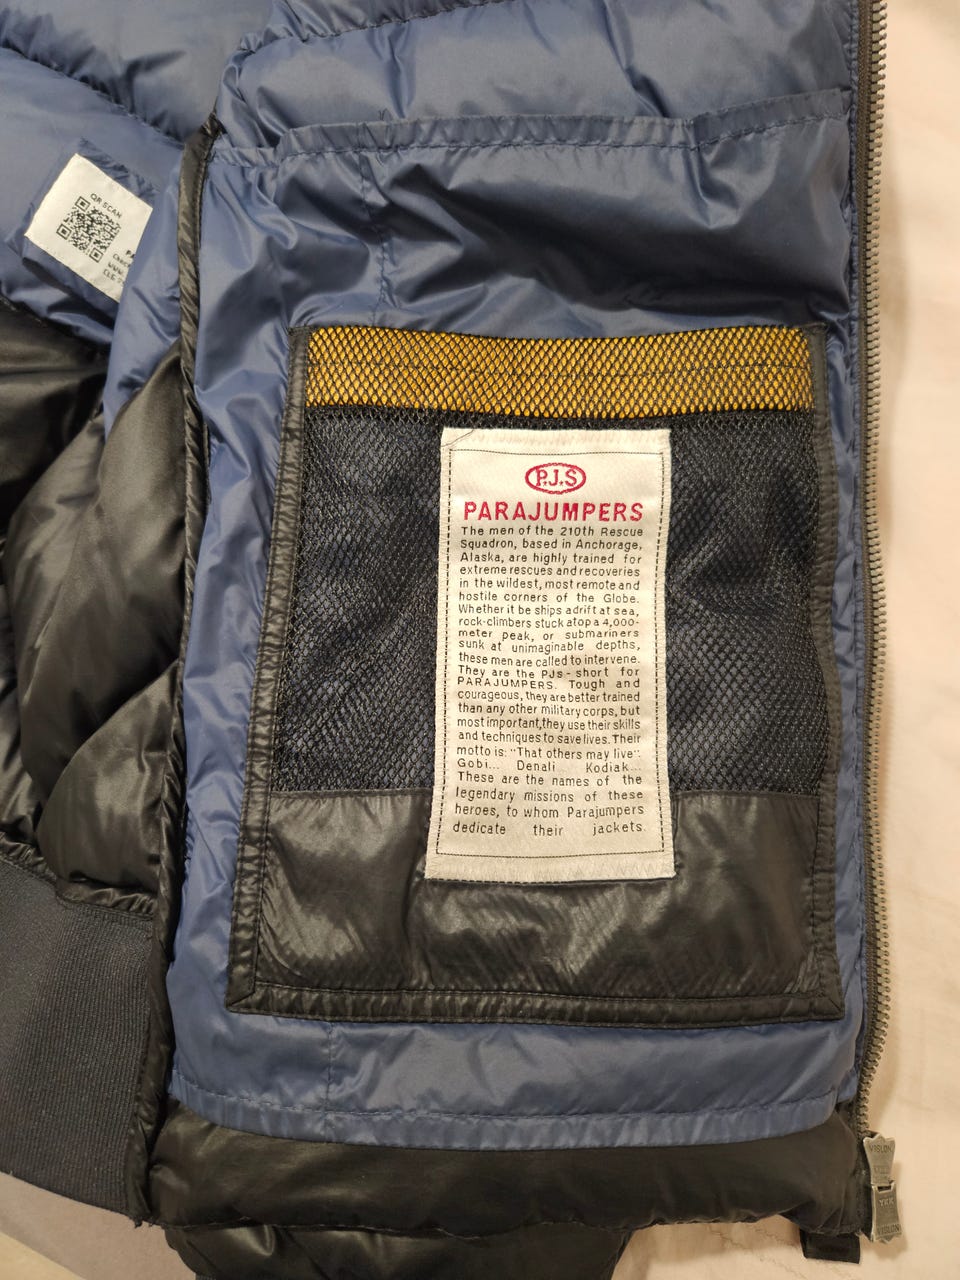 QR SCAN
P.J.S
PARAJUMPERS
The men of the 210th Rescue
Squadron, based in Anchorage,
Alaska, are highly trained for
extreme rescues and recoveries
in the wildest, most remote and
hostile corners of the Globe.
Whether it be ships adrift at sea,
rock-climbers stuck atop a 4,000-
meter peak, or submariners
sunk at unimaginable depths,
these men are called to intervene.
They are the PJs - short for
PARAJUMPERS. Tough and
courageous, they are better trained
than any other military corps, but
most important,they use their skills
and techniques to save lives. Their
motto is: "That others may live".
Gobi... Denali Kodiak...
These are the names of the
legendary missions of these
heroes, to whom Parajumpers
dedicate their jackets.
VISLON
YKK
VISLON